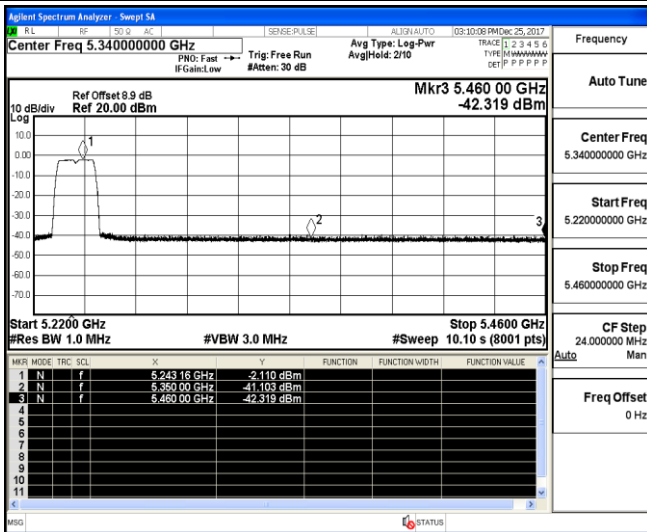 Agilent Spectrum Analyzer - Swept SA
RL RF 50 Ω AC SENSE:PULSE ALIGNAUTO 03:10:08 PM Dec 25, 2017
Center Freq 5.340000000 GHz
PNO: Fast
IFGain:Low
Trig: Free Run
#Atten: 30 dB
Avg Type: Log-Pwr
Avg|Hold: 2/10
TRACE 1 2 3 4 5 6
TYPE M WWWWW
DET P P P P P P
Ref Offset 8.9 dB
Ref 20.00 dBm
10 dB/div
Log
Mkr3 5.460 00 GHz
-42.319 dBm
10.0
0.00
-10.0
-20.0
-30.0
-40.0
-50.0
-60.0
-70.0
1
2
3
Start 5.2200 GHz
Stop 5.4600 GHz
#Res BW 1.0 MHz #VBW 3.0 MHz #Sweep 10.10 s (8001 pts)
MKR MODE TRC SCL X Y FUNCTION FUNCTION WIDTH FUNCTION VALUE
1 N f 5.243 16 GHz -2.110 dBm
2 N f 5.350 00 GHz -41.103 dBm
3 N f 5.460 00 GHz -42.319 dBm
4
5
6
7
8
9
10
11
MSG
STATUS
Frequency
Auto Tune
Center Freq
5.340000000 GHz
Start Freq
5.220000000 GHz
Stop Freq
5.460000000 GHz
CF Step
24.000000 MHz
Auto Man
Freq Offset
0 Hz